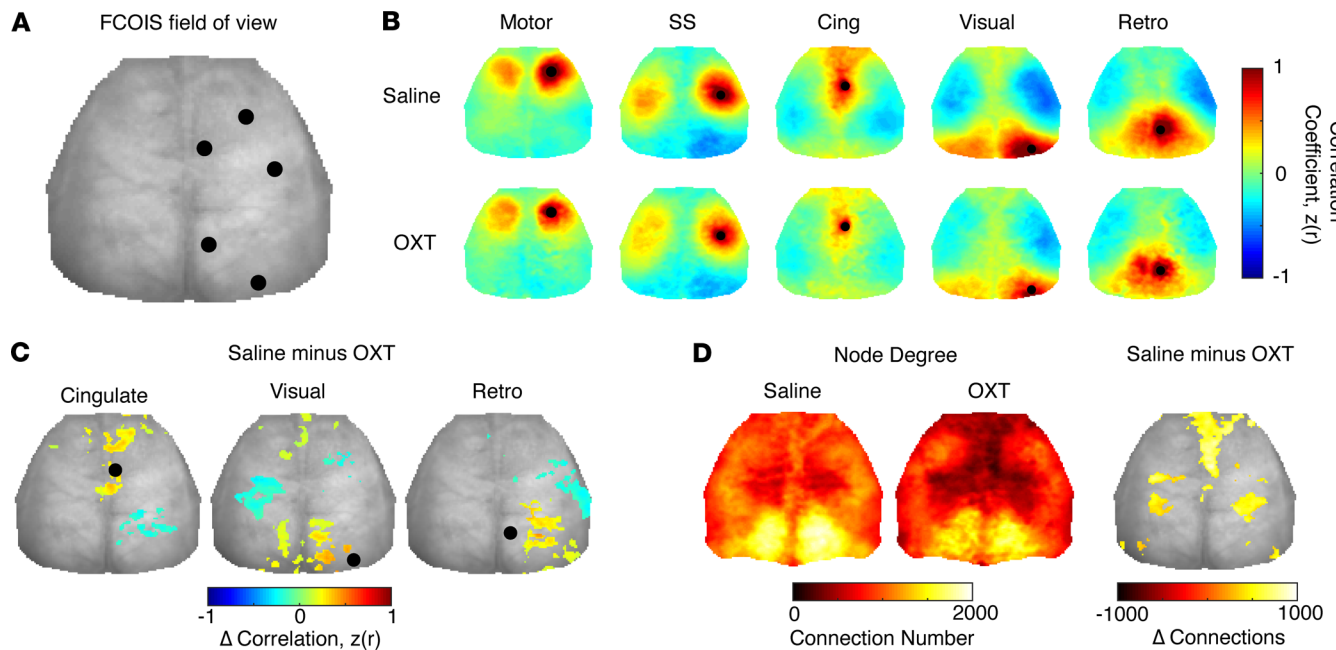 A
FCOIS field of view
B
Motor
SS
Cing
Visual
Retro
Saline
OXT
1
0
-1
Coefficient, z(r)
C
Saline minus OXT
Cingulate
Visual
Retro
-1
0
1
Δ Correlation, z(r)
D
Node Degree
Saline minus OXT
Saline
OXT
0
2000
Connection Number
-1000
1000
Δ Connections